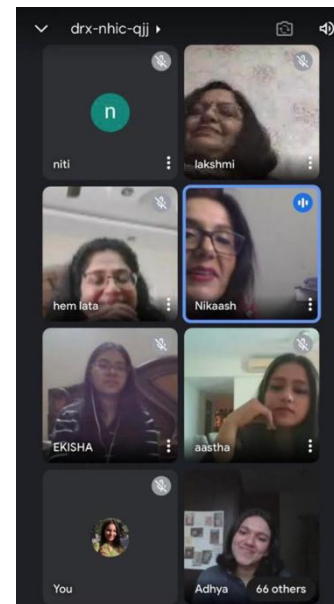 drx-nhic-qjj
n
niti
lakshmi
hem lata
Nikaash
EKISHA
aastha
You
Adhya
66 others